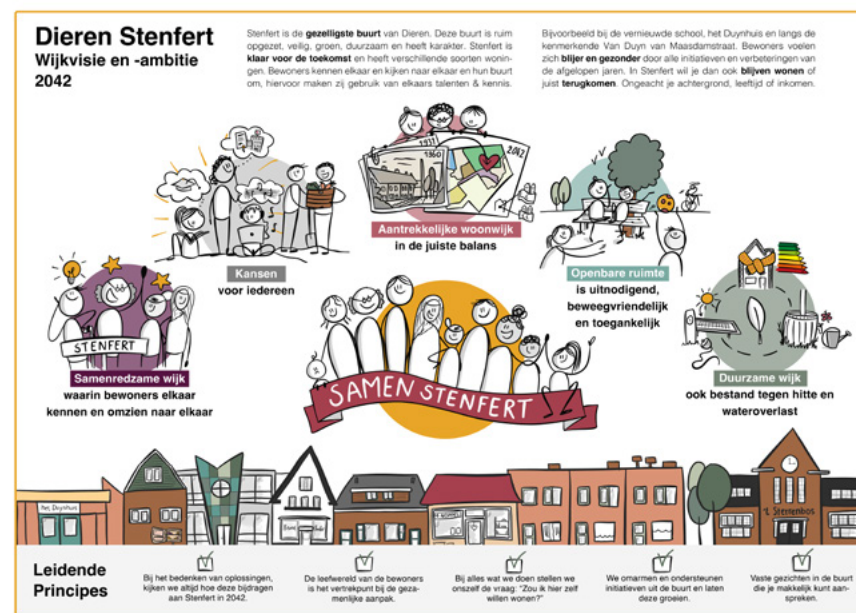 Dieren Stenfert
Wijkvisie en -ambitie
2042
Stenfert is de gezelligste buurt van Dieren. Deze buurt is ruim
opgezet, veilig, groen, duurzaam en heeft karakter. Stenfert is
klaar voor de toekomst en heeft verschillende soorten wonin-
gen. Bewoners kennen elkaar en kijken naar elkaar en hun buurt
om, hiervoor maken zij gebruik van elkaars talenten & kennis.
Bijvoorbeeld bij de vernieuwde school, het Duynhuis en langs de
kenmerkende Van Duyn van Maasdamstraat. Bewoners voelen
zich blijer en gezonder door alle initiatieven en verbeteringen van
de afgelopen jaren. In Stenfert wil je dan ook blijven wonen of
juist terugkomen. Ongeacht je achtergrond, leeftijd of inkomen.
1931
1960
2042
Aantrekkelijke woonwijk
in de juiste balans
Kansen
voor iedereen
Openbare ruimte
is uitnodigend,
beweegvriendelijk
en toegankelijk
STENFERT
Samenredzame wijk
waarin bewoners elkaar
kennen en omzien naar elkaar
SAMEN STENFERT
Duurzame wijk
ook bestand tegen hitte en
wateroverlast
Het Duynhuis
't Sterrenbos
Leidende
Principes
Bij het bedenken van oplossingen,
kijken we altijd hoe deze bijdragen
aan Stenfert in 2042.
De leefwereld van de bewoners
is het vertrekpunt bij de geza-
menlijke aanpak.
Bij alles wat we doen stellen we
onszelf de vraag: "Zou ik hier zelf
willen wonen?"
We omarmen en ondersteunen
initiatieven uit de buurt en laten
deze groeien.
Vaste gezichten in de buurt
die je makkelijk kunt aan-
spreken.